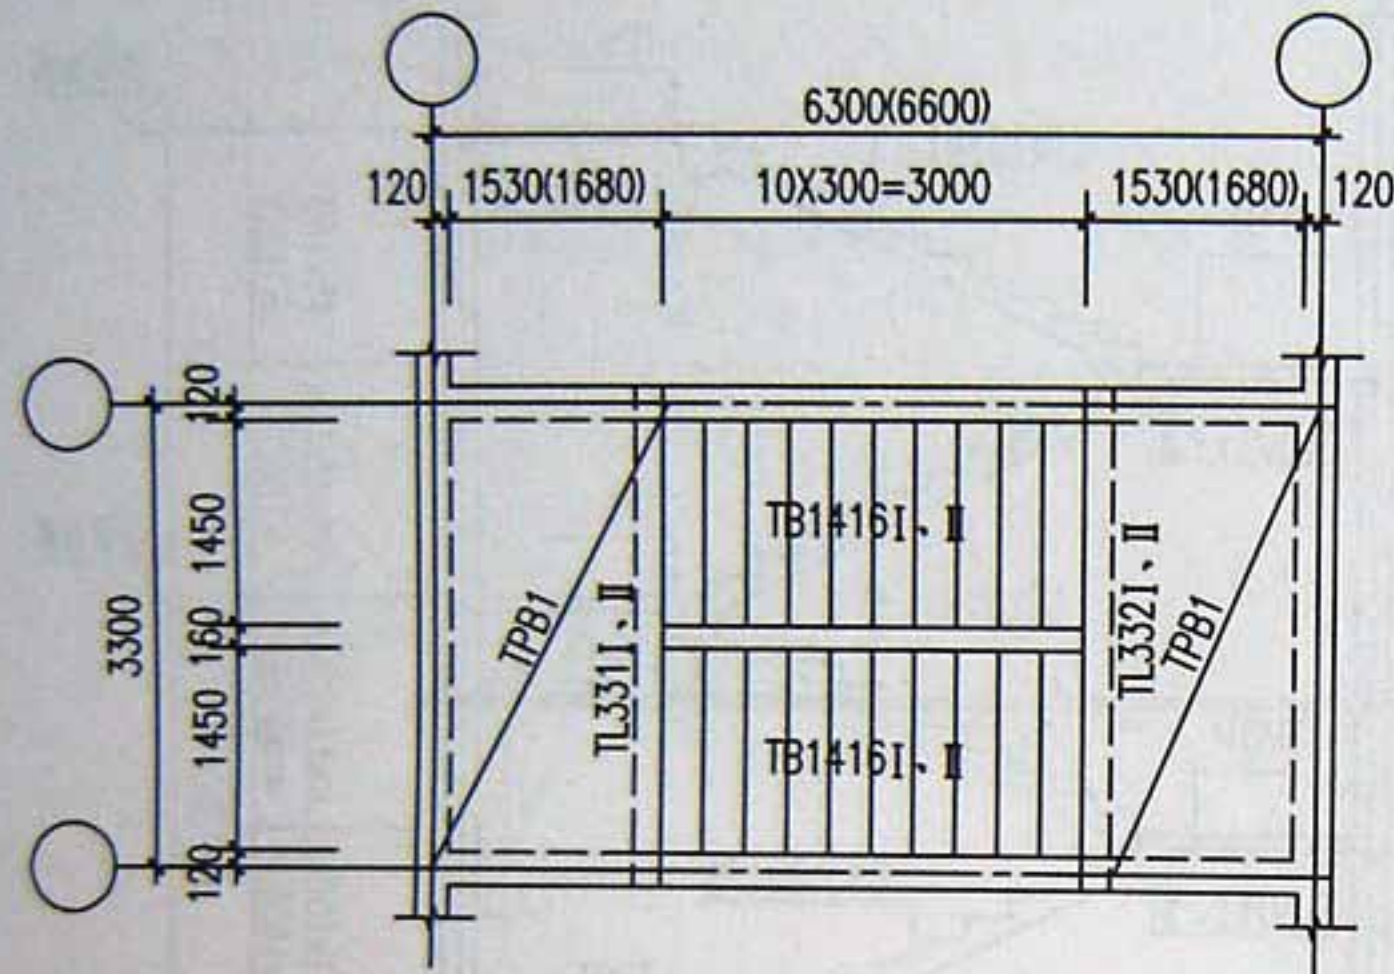 6300(6600)
120 1530(1680) 10X300=3000 1530(1680) 120
120
1450
160
1450
120
3300
TB1416Ⅰ、Ⅱ
TB1416Ⅰ、Ⅱ
TPB1
TL331Ⅰ、Ⅱ
TL332Ⅰ、Ⅱ
TPB1